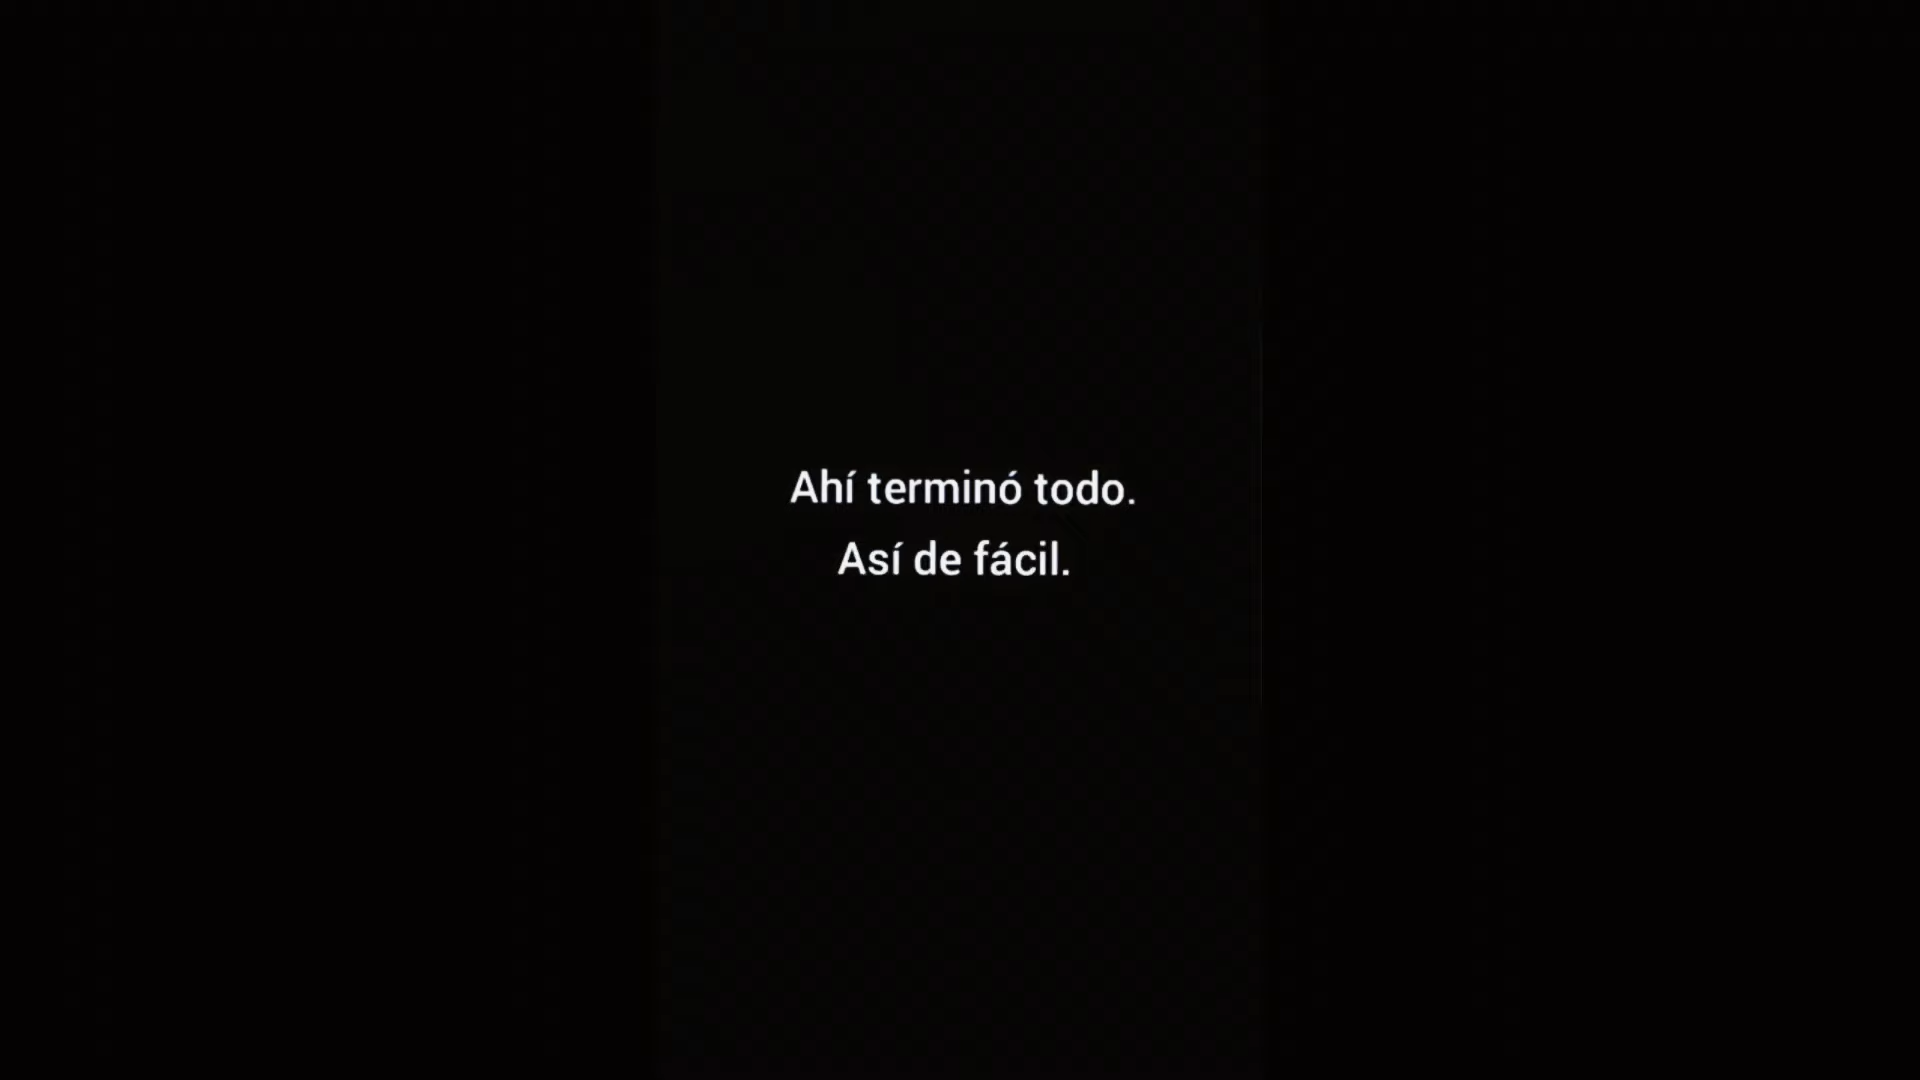 Ahí terminó todo.
Así de fácil.